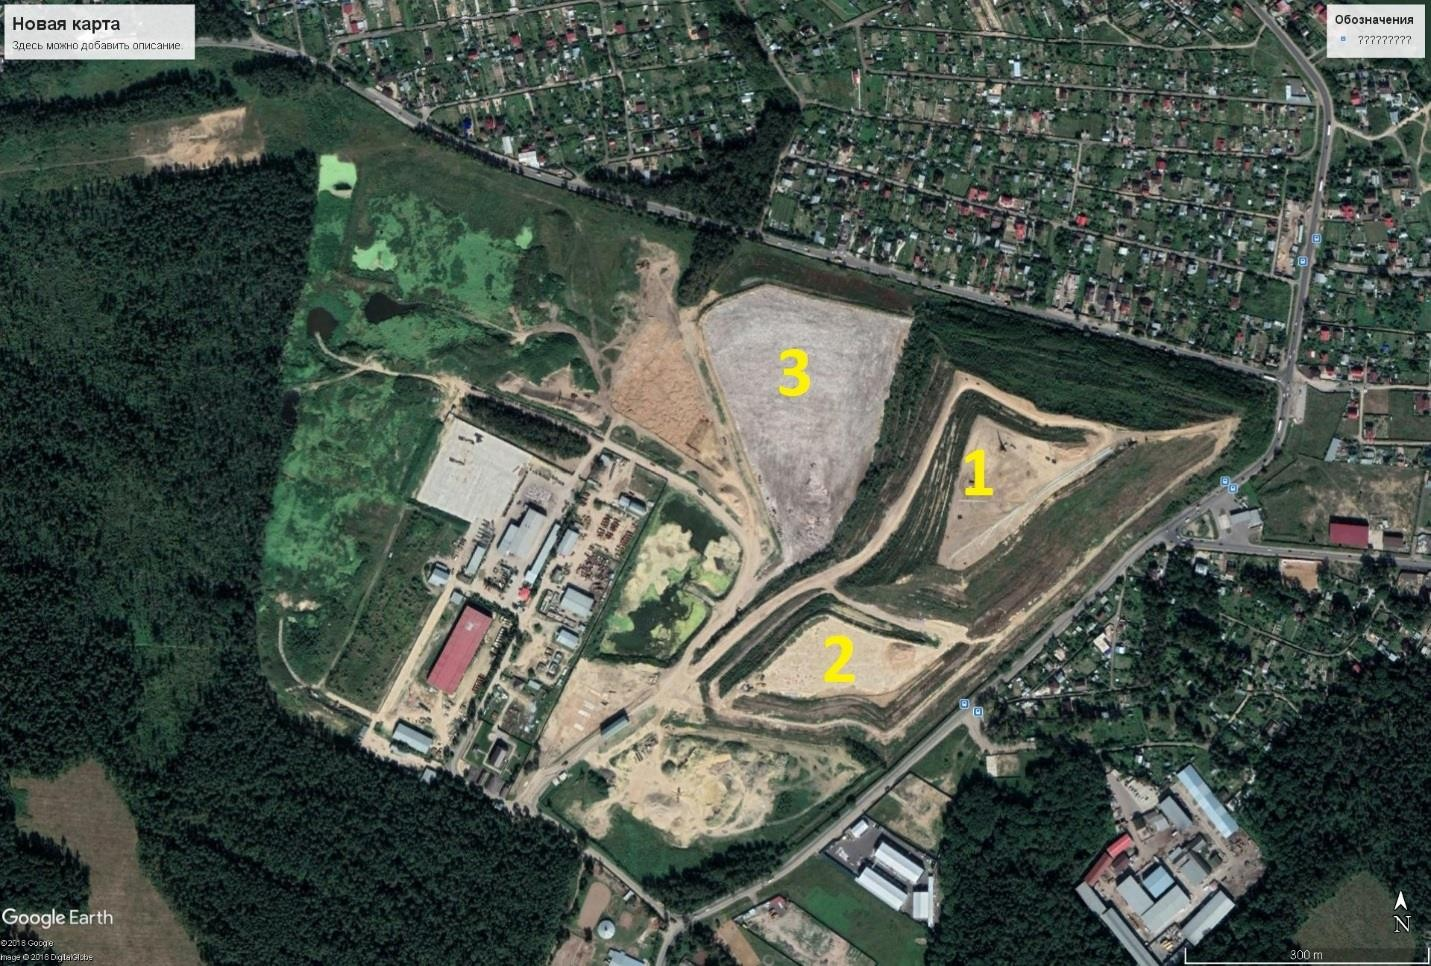 Новая карта
Здесь можно добавить описание.
Обозначения
?????????
3
1
2
Google Earth
©2018 Google
Image © 2018 DigitalGlobe
N
300 m